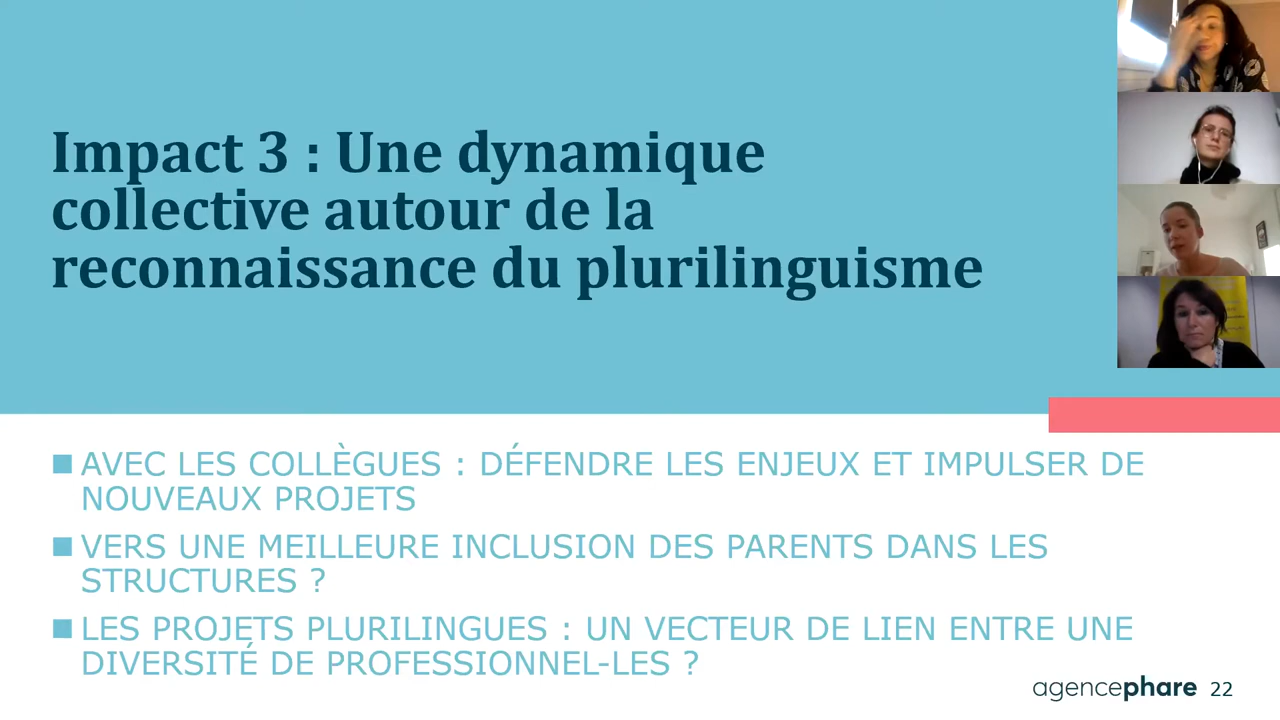 Impact 3 : Une dynamique
collective autour de la
reconnaissance du plurilinguisme
■ AVEC LES COLLÈGUES : DÉFENDRE LES ENJEUX ET IMPULSER DE
NOUVEAUX PROJETS
■ VERS UNE MEILLEURE INCLUSION DES PARENTS DANS LES
STRUCTURES ?
■ LES PROJETS PLURILINGUES : UN VECTEUR DE LIEN ENTRE UNE
DIVERSITÉ DE PROFESSIONNEL-LES ?
agencephare 22